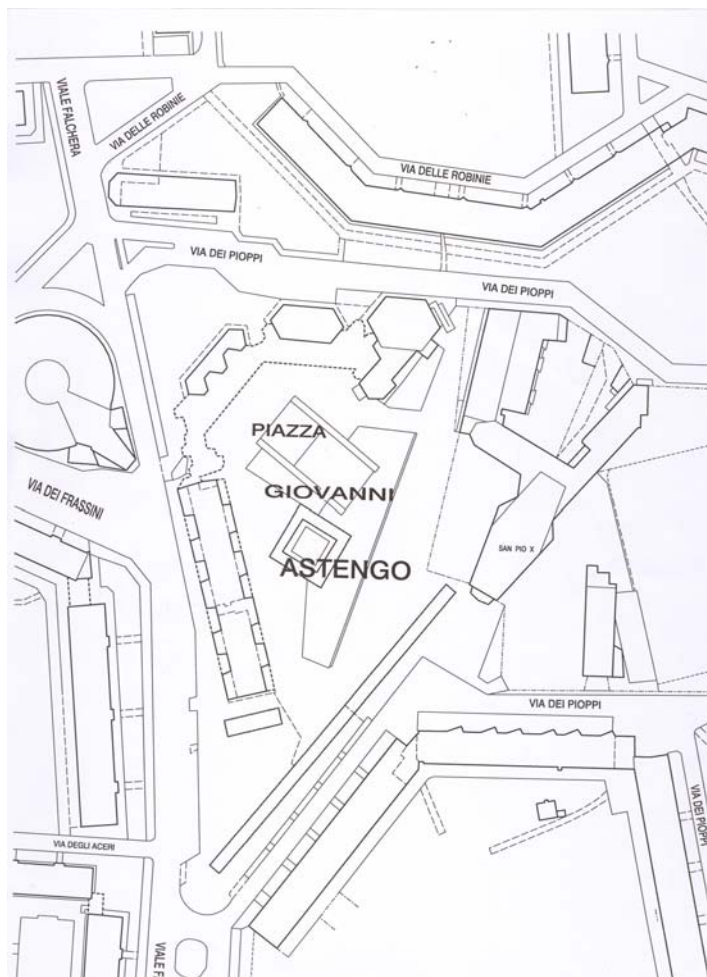 VIALE FALCHERA
VIA DELLE ROBINIE
VIA DELLE ROBINIE
VIA DEI PIOPPI
VIA DEI PIOPPI
PIAZZA
GIOVANNI
ASTENGO
VIA DEI FRASSINI
SAN PIO X
VIA DEI PIOPPI
VIA DEI PIOPPI
VIA DEGLI ACERI
VIALE F